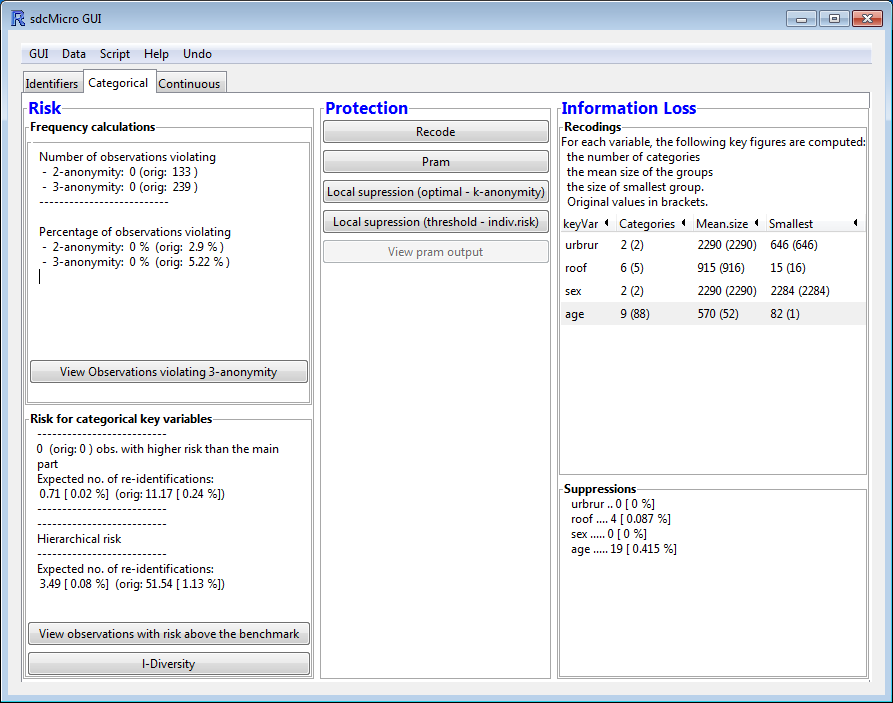 sdcMicro GUI
GUI Data Script Help Undo
Identifiers Categorical Continuous
Risk
Frequency calculations
Number of observations violating
- 2-anonymity: 0 (orig: 133 )
- 3-anonymity: 0 (orig: 239 )
--------------------------
Percentage of observations violating
- 2-anonymity: 0 % (orig: 2.9 % )
- 3-anonymity: 0 % (orig: 5.22 % )
View Observations violating 3-anonymity
Risk for categorical key variables
--------------------------
0 (orig: 0 ) obs. with higher risk than the main
part
Expected no. of re-identifications:
0.71 [ 0.02 %] (orig: 11.17 [ 0.24 %])
--------------------------
--------------------------
Hierarchical risk
--------------------------
Expected no. of re-identifications:
3.49 [ 0.08 %] (orig: 51.54 [ 1.13 %])
View observations with risk above the benchmark
l-Diversity
Protection
Recode
Pram
Local supression (optimal - k-anonymity)
Local supression (threshold - indiv.risk)
View pram output
Information Loss
Recodings
For each variable, the following key figures are computed:
the number of categories
the mean size of the groups
the size of smallest group.
Original values in brackets.
keyVar Categories Mean.size Smallest
urbrur 2 (2) 2290 (2290) 646 (646)
roof 6 (5) 915 (916) 15 (16)
sex 2 (2) 2290 (2290) 2284 (2284)
age 9 (88) 570 (52) 82 (1)
Suppressions
urbrur .. 0 [ 0 %]
roof .... 4 [ 0.087 %]
sex ..... 0 [ 0 %]
age ..... 19 [ 0.415 %]